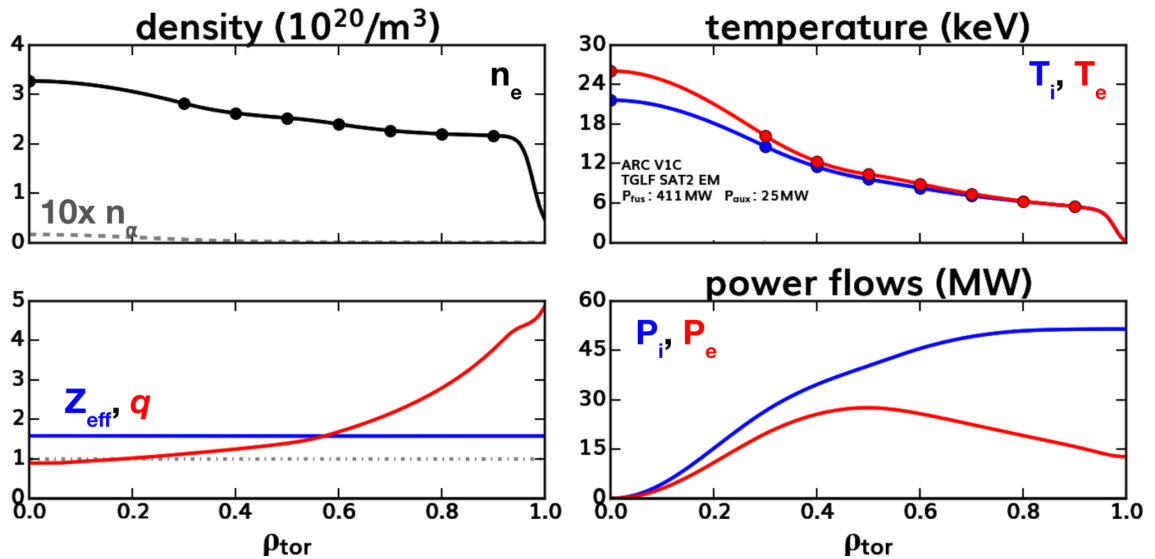 density (10²⁰/m³)
4
3
2
1
0
nₑ
10x n_α
temperature (keV)
30
24
18
12
6
0
Tᵢ, Tₑ
ARC V1C
TGLF SAT2 EM
P_fus: 411 MW P_aux: 25 MW
5
4
3
2
1
0
Z_eff, q
0.0 0.2 0.4 0.6 0.8 1.0
ρ_tor
power flows (MW)
60
45
30
15
0
Pᵢ, Pₑ
0.0 0.2 0.4 0.6 0.8 1.0
ρ_tor